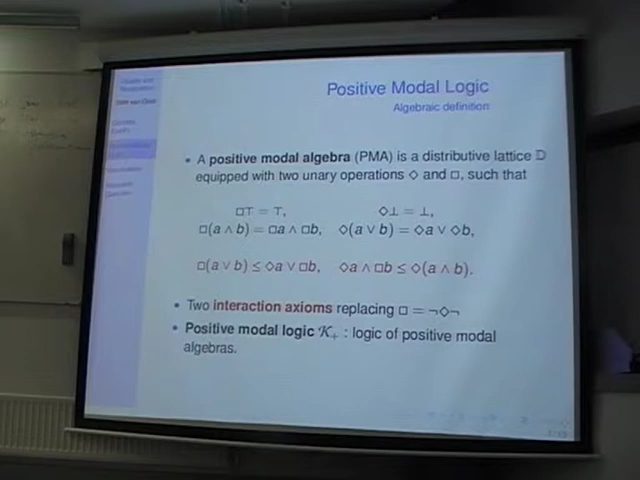 Positive Modal Logic
Algebraic definition
• A positive modal algebra (PMA) is a distributive lattice 𝔻
equipped with two unary operations ◇ and □, such that
□⊤ = ⊤, ◇⊥ = ⊥,
□(a ∧ b) = □a ∧ □b, ◇(a ∨ b) = ◇a ∨ ◇b,
□(a ∨ b) ≤ ◇a ∨ □b, ◇a ∧ □b ≤ ◇(a ∧ b).
• Two interaction axioms replacing □ = ¬◇¬
• Positive modal logic 𝒦₊ : logic of positive modal
algebras.